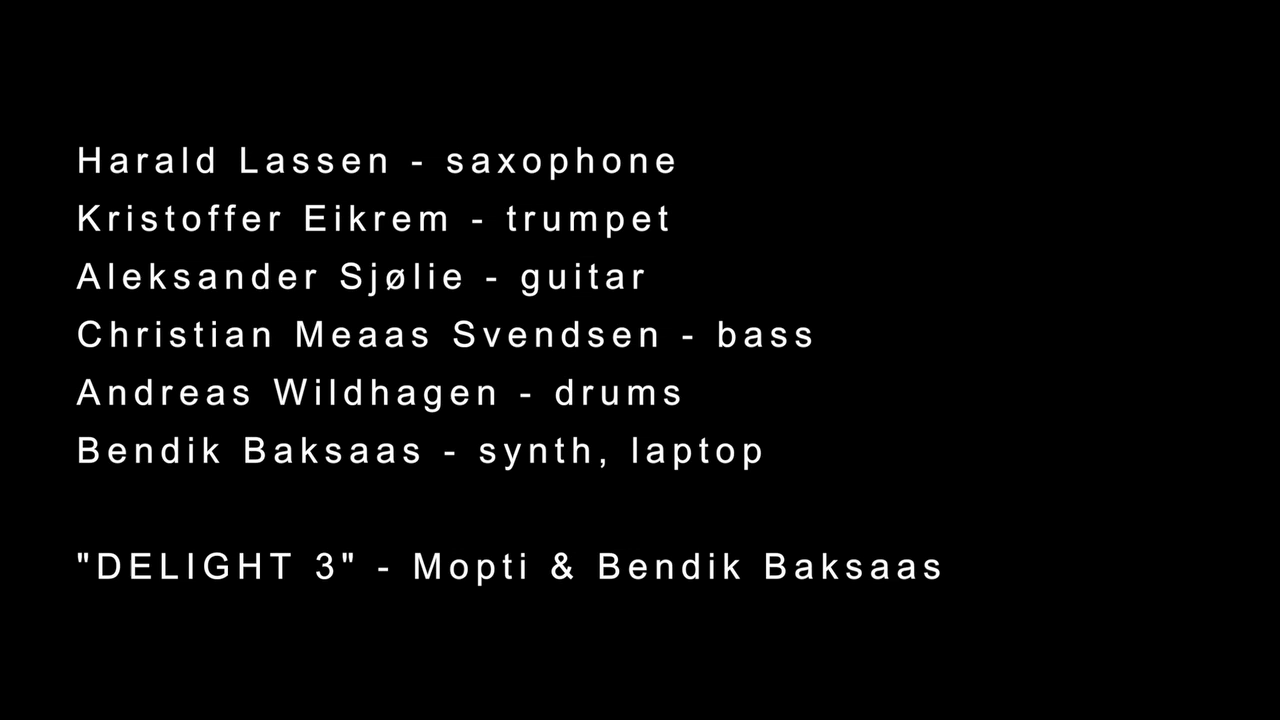 Harald Lassen - saxophone
Kristoffer Eikrem - trumpet
Aleksander Sjølie - guitar
Christian Meaas Svendsen - bass
Andreas Wildhagen - drums
Bendik Baksaas - synth, laptop
"DELIGHT 3" - Mopti & Bendik Baksaas